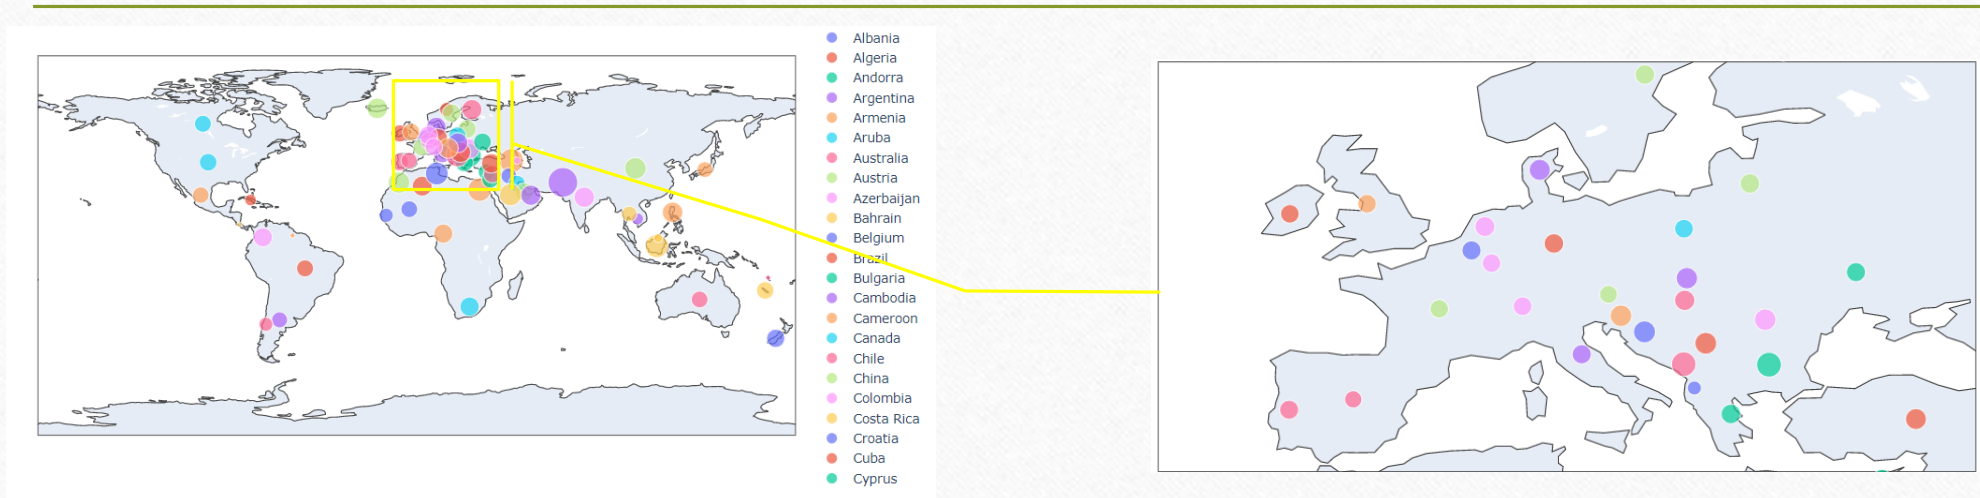 Albania
Algeria
Andorra
Argentina
Armenia
Aruba
Australia
Austria
Azerbaijan
Bahrain
Belgium
Brazil
Bulgaria
Cambodia
Cameroon
Canada
Chile
China
Colombia
Costa Rica
Croatia
Cuba
Cyprus